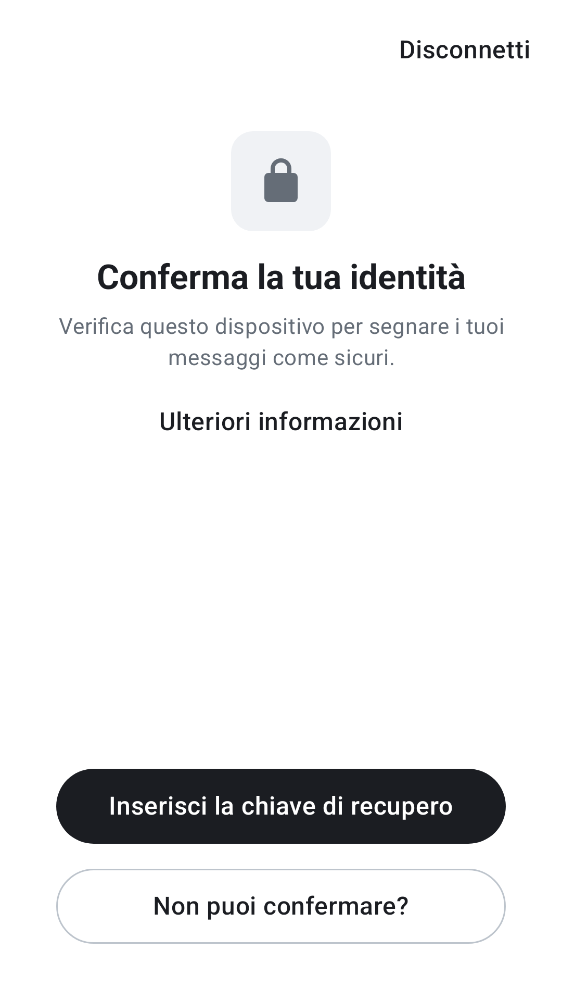 Disconnetti
Conferma la tua identità
Verifica questo dispositivo per segnare i tuoi
messaggi come sicuri.
Ulteriori informazioni
Inserisci la chiave di recupero
Non puoi confermare?